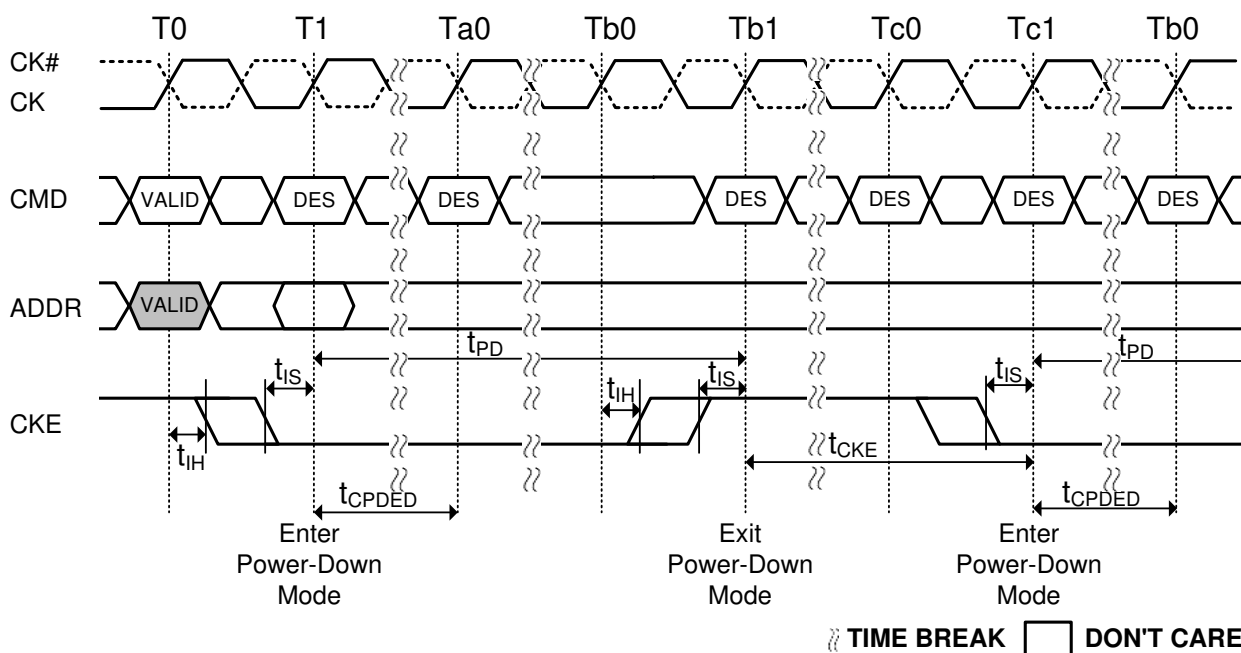 T0 T1 Ta0 Tb0 Tb1 Tc0 Tc1 Tb0
CK#
CK
CMD VALID DES DES DES DES DES DES
ADDR VALID
tPD tPD
tIS tIH tIS tIS
CKE
tIH tCKE
tCPDED tCPDED
Enter
Power-Down
Mode
Exit
Power-Down
Mode
Enter
Power-Down
Mode
TIME BREAK DON'T CARE